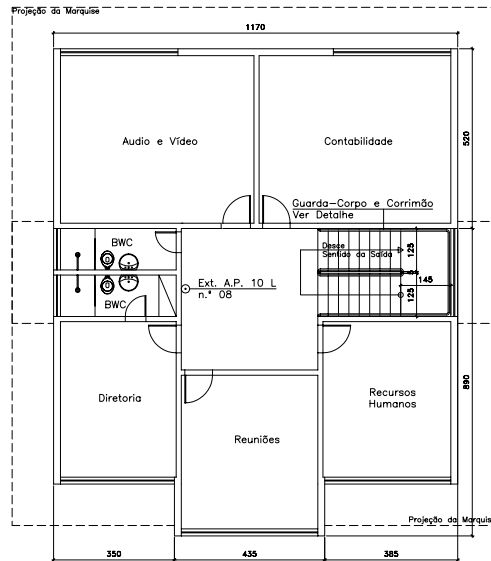 Projeção da Marquise
1170
Audio e Vídeo
Contabilidade
520
Guarda-Corpo e Corrimão
Ver Detalhe
BWC
Desce
Sentido da Saída
125
145
125
Ext. A.P. 10 L
n.° 08
BWC
Diretoria
Recursos
Humanos
890
Reuniões
Projeção da Marquis
350
435
385